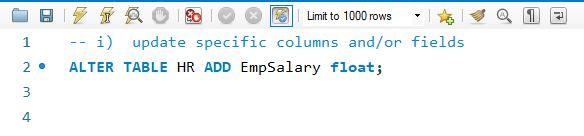 Limit to 1000 rows
1 -- i)  update specific columns and/or fields
2 ALTER TABLE HR ADD EmpSalary float;
3
4